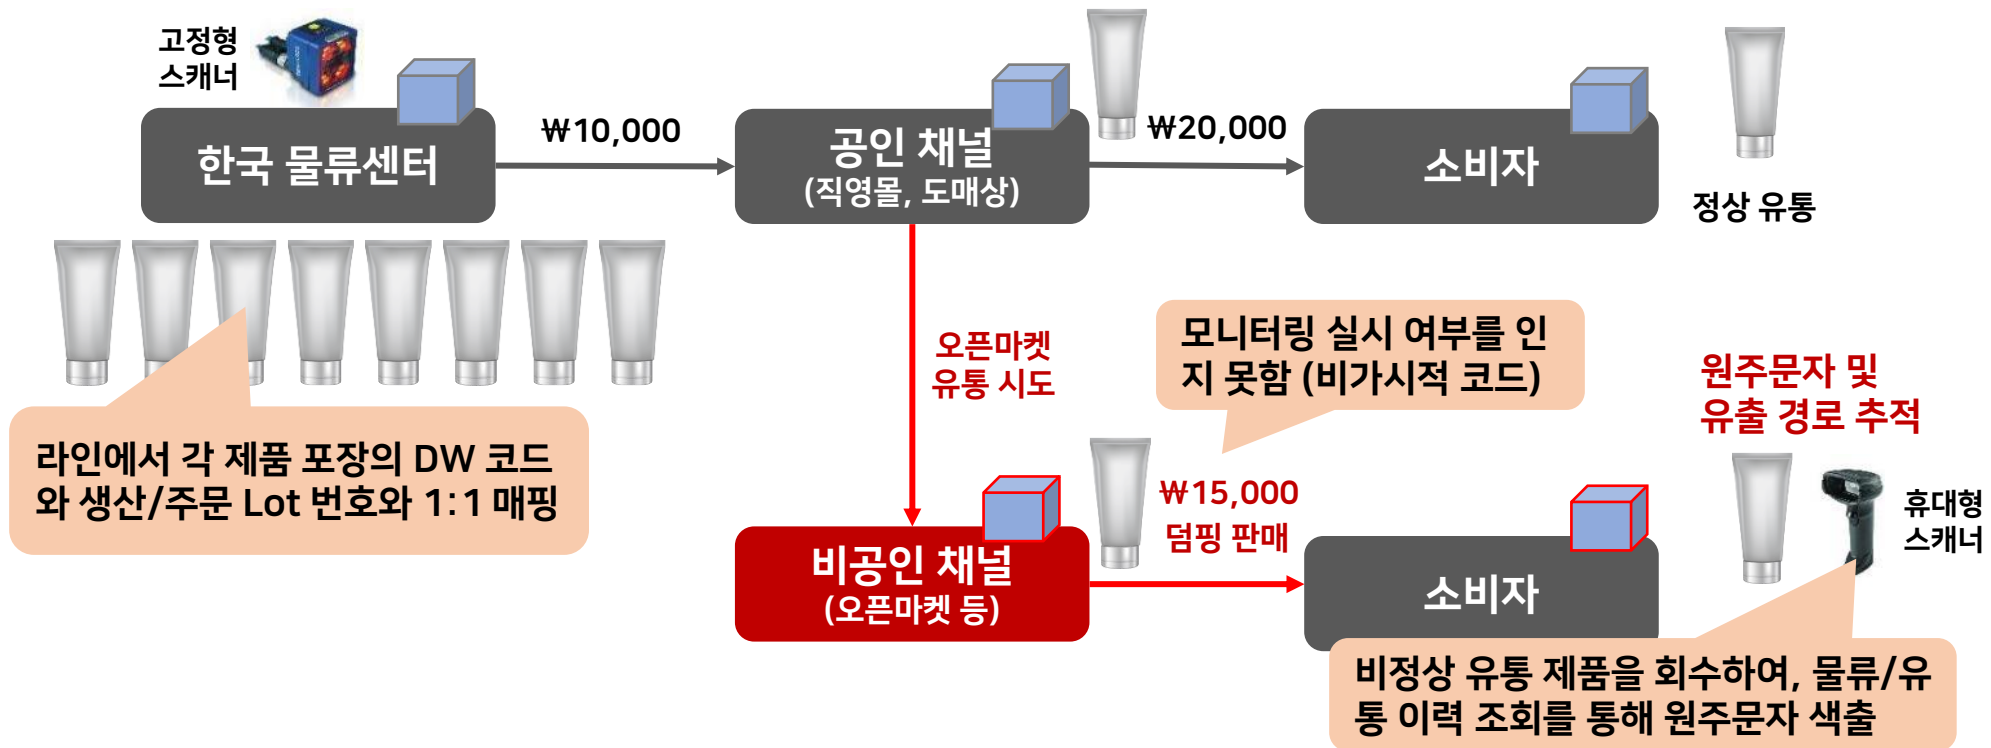 고정형
스캐너
한국 물류센터
₩10,000
공인 채널
(직영몰, 도매상)
₩20,000
소비자
정상 유통
라인에서 각 제품 포장의 DW 코드
와 생산/주문 Lot 번호와 1:1 매핑
오픈마켓
유통 시도
모니터링 실시 여부를 인
지 못함 (비가시적 코드)
원주문자 및
유출 경로 추적
비공인 채널
(오픈마켓 등)
₩15,000
덤핑 판매
소비자
휴대형
스캐너
비정상 유통 제품을 회수하여, 물류/유
통 이력 조회를 통해 원주문자 색출